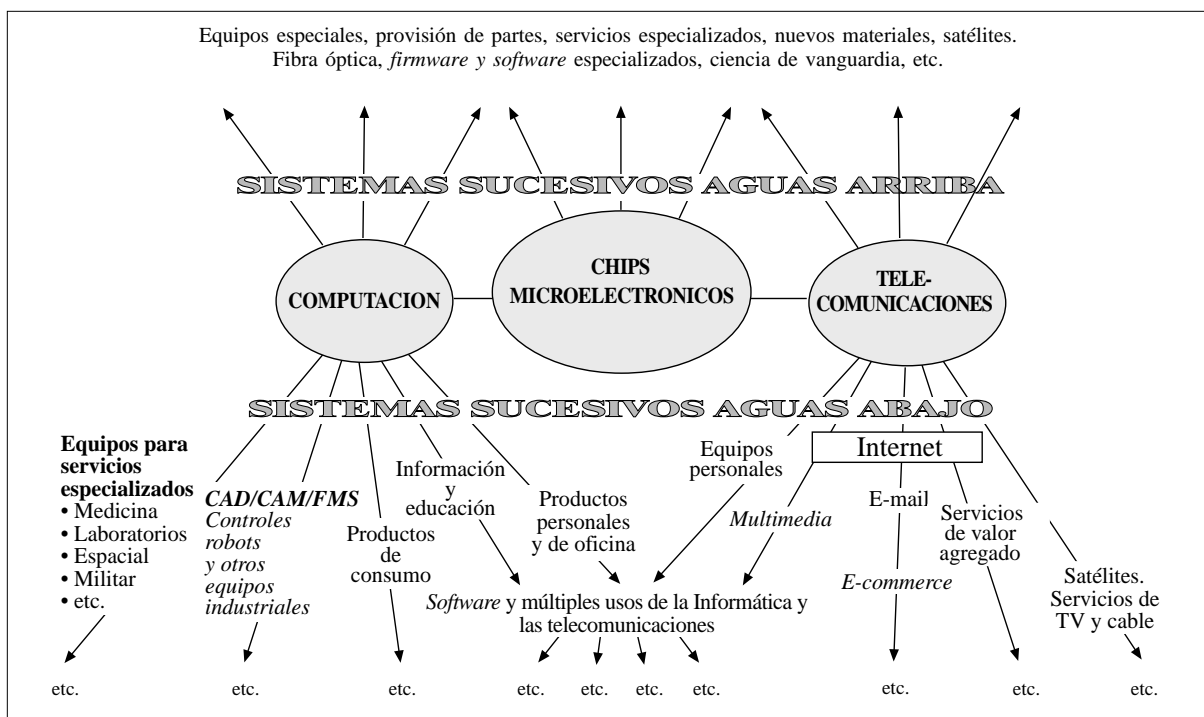 Equipos especiales, provisión de partes, servicios especializados, nuevos materiales, satélites.
Fibra óptica, firmware y software especializados, ciencia de vanguardia, etc.
SISTEMAS SUCESIVOS AGUAS ARRIBA
COMPUTACION
CHIPS
MICROELECTRONICOS
TELE-
COMUNICACIONES
SISTEMAS SUCESIVOS AGUAS ABAJO
Equipos para
servicios
especializados
• Medicina
• Laboratorios
• Espacial
• Militar
• etc.
CAD/CAM/FMS
Controles
robots
y otros
equipos
industriales
Productos
de
consumo
Información
y
educación
Productos
personales
y de oficina
Equipos
personales
Multimedia
Internet
E-mail
E-commerce
Servicios
de valor
agregado
Satélites.
Servicios de
TV y cable
Software y múltiples usos de la Informática y
las telecomunicaciones
etc.
etc.
etc.
etc.
etc.
etc.
etc.
etc.
etc.
etc.